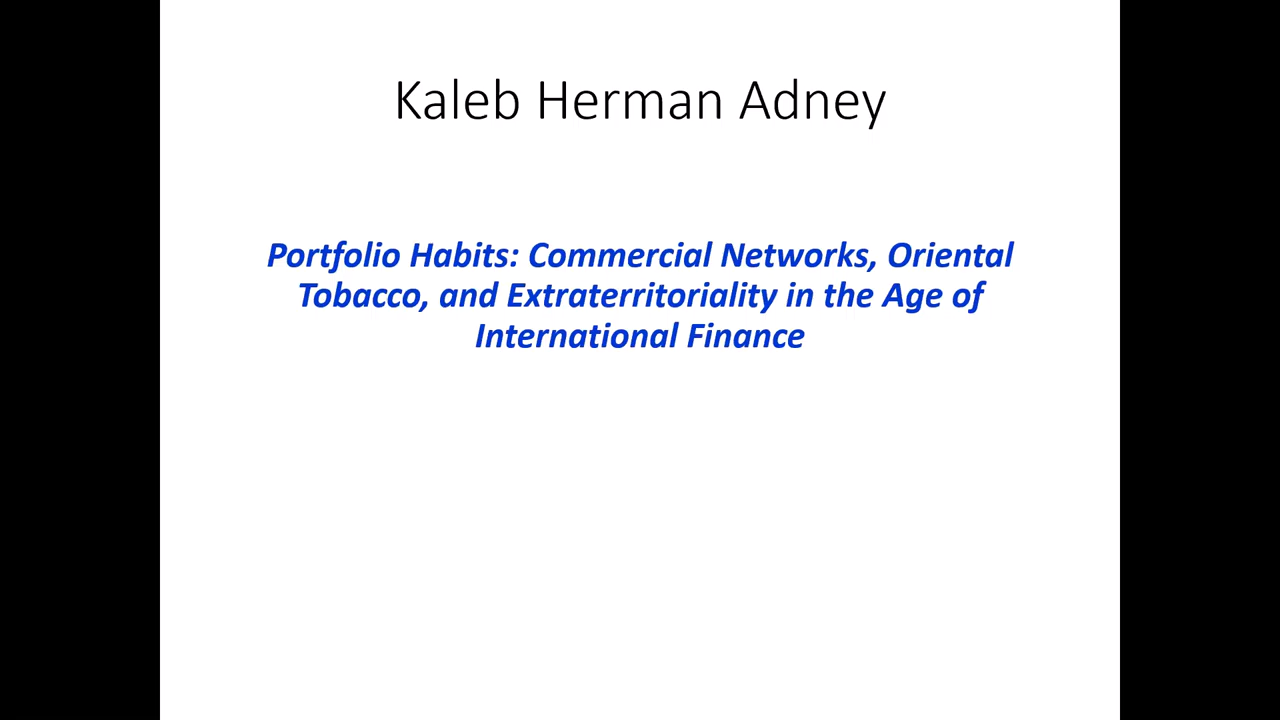 Kaleb Herman Adney
Portfolio Habits: Commercial Networks, Oriental
Tobacco, and Extraterritoriality in the Age of
International Finance